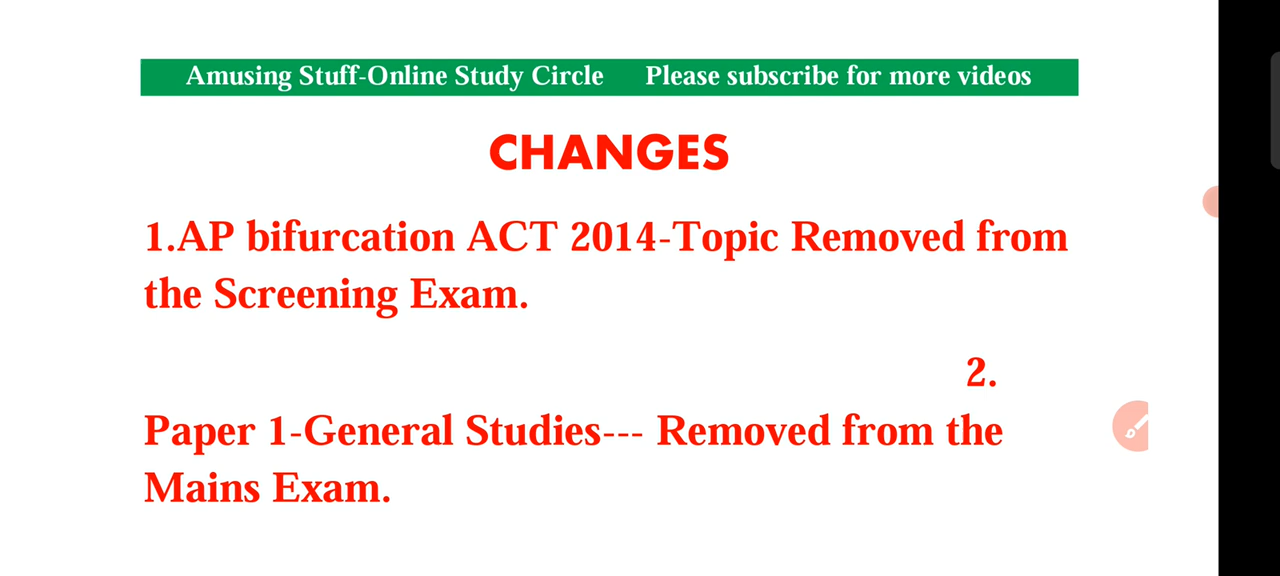 Amusing Stuff-Online Study Circle Please subscribe for more videos
CHANGES
1.AP bifurcation ACT 2014-Topic Removed from
the Screening Exam.
2.
Paper 1-General Studies--- Removed from the
Mains Exam.